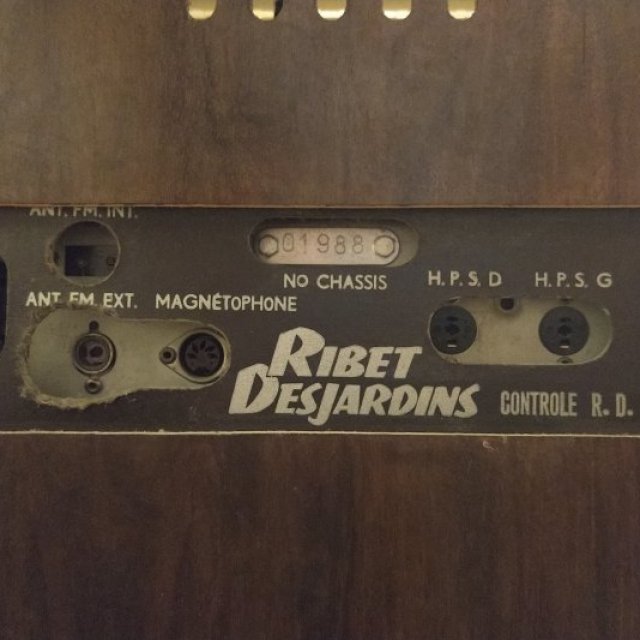 ANT. FM. INT.
01988
NO CHASSIS
H.P.S. D
H.P.S. G
ANT. FM. EXT.
MAGNÉTOPHONE
RIBET
DESJARDINS
CONTROLE R. D.